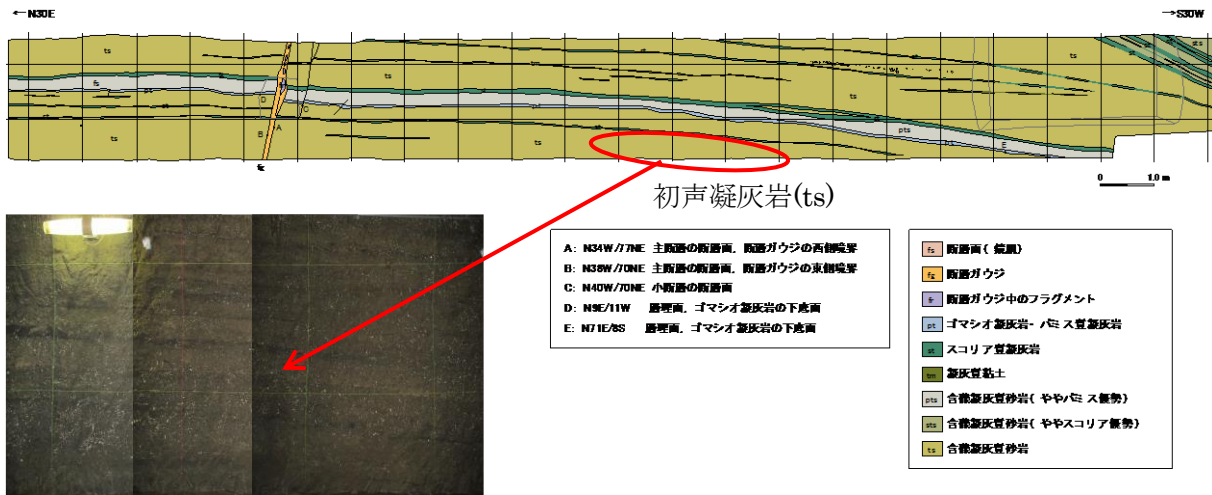 ←N30E
→S30W
ts
st
ts
ts
ts
sts
st
fs
pt
D
C
ts
pts
B
A
ts
ts
E
fg
0 1.0 m
初声凝灰岩(ts)
A: N34W/77NE 主断層の断層面, 断層ガウジの西側境界
B: N38W/70NE 主断層の断層面, 断層ガウジの東側境界
C: N40W/70NE 小断層の断層面
D: N9E/11W 層理面, ゴマシオ凝灰岩の下底面
E: N71E/8S 層理面, ゴマシオ凝灰岩の下底面
fs 断層面(鏡肌)
fg 断層ガウジ
fr 断層ガウジ中のフラグメント
pt ゴマシオ凝灰岩-パミス質凝灰岩
st スコリア質凝灰岩
tm 凝灰質粘土
pts 含礫凝灰質砂岩(ややパミス優勢)
sts 含礫凝灰質砂岩(ややスコリア優勢)
ts 含礫凝灰質砂岩